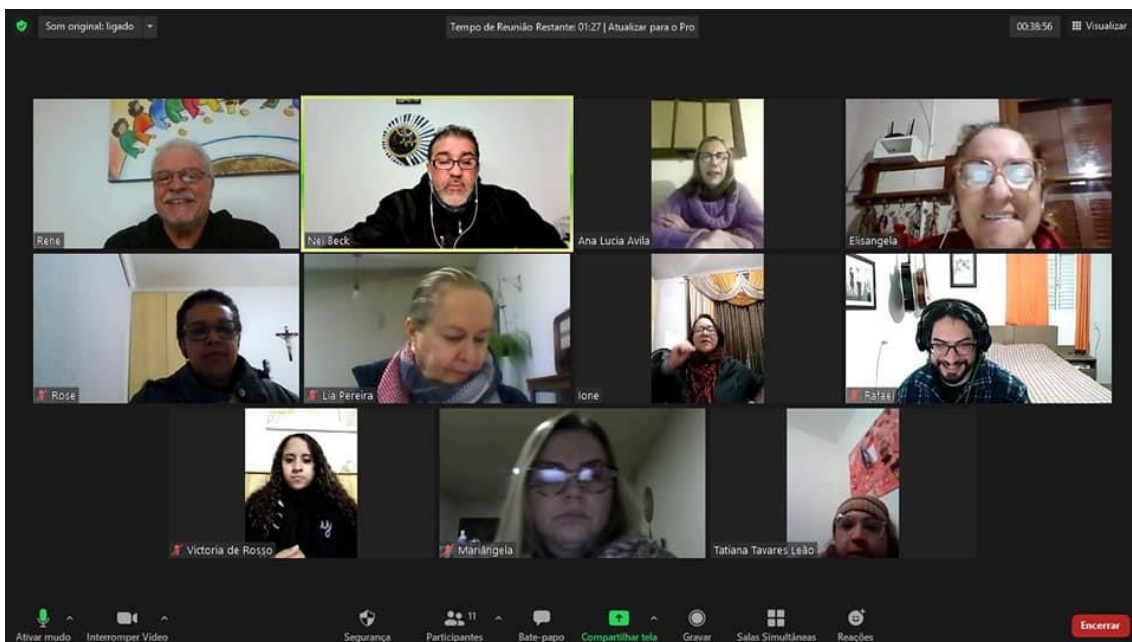 Som original: ligado
Tempo de Reunião Restante: 01:27 | Atualizar para o Pro
00:38:56
Visualizar
Rene
Nei Beck
Ana Lucia Avila
Elisangela
Rose
Lia Pereira
Ione
Rafael
Victoria de Rosso
Mariângela
Tatiana Tavares Leão
Ativar mudo
Interromper Vídeo
Segurança
Participantes
11
Bate-papo
Compartilhar tela
Gravar
Salas Simultâneas
Reações
Encerrar